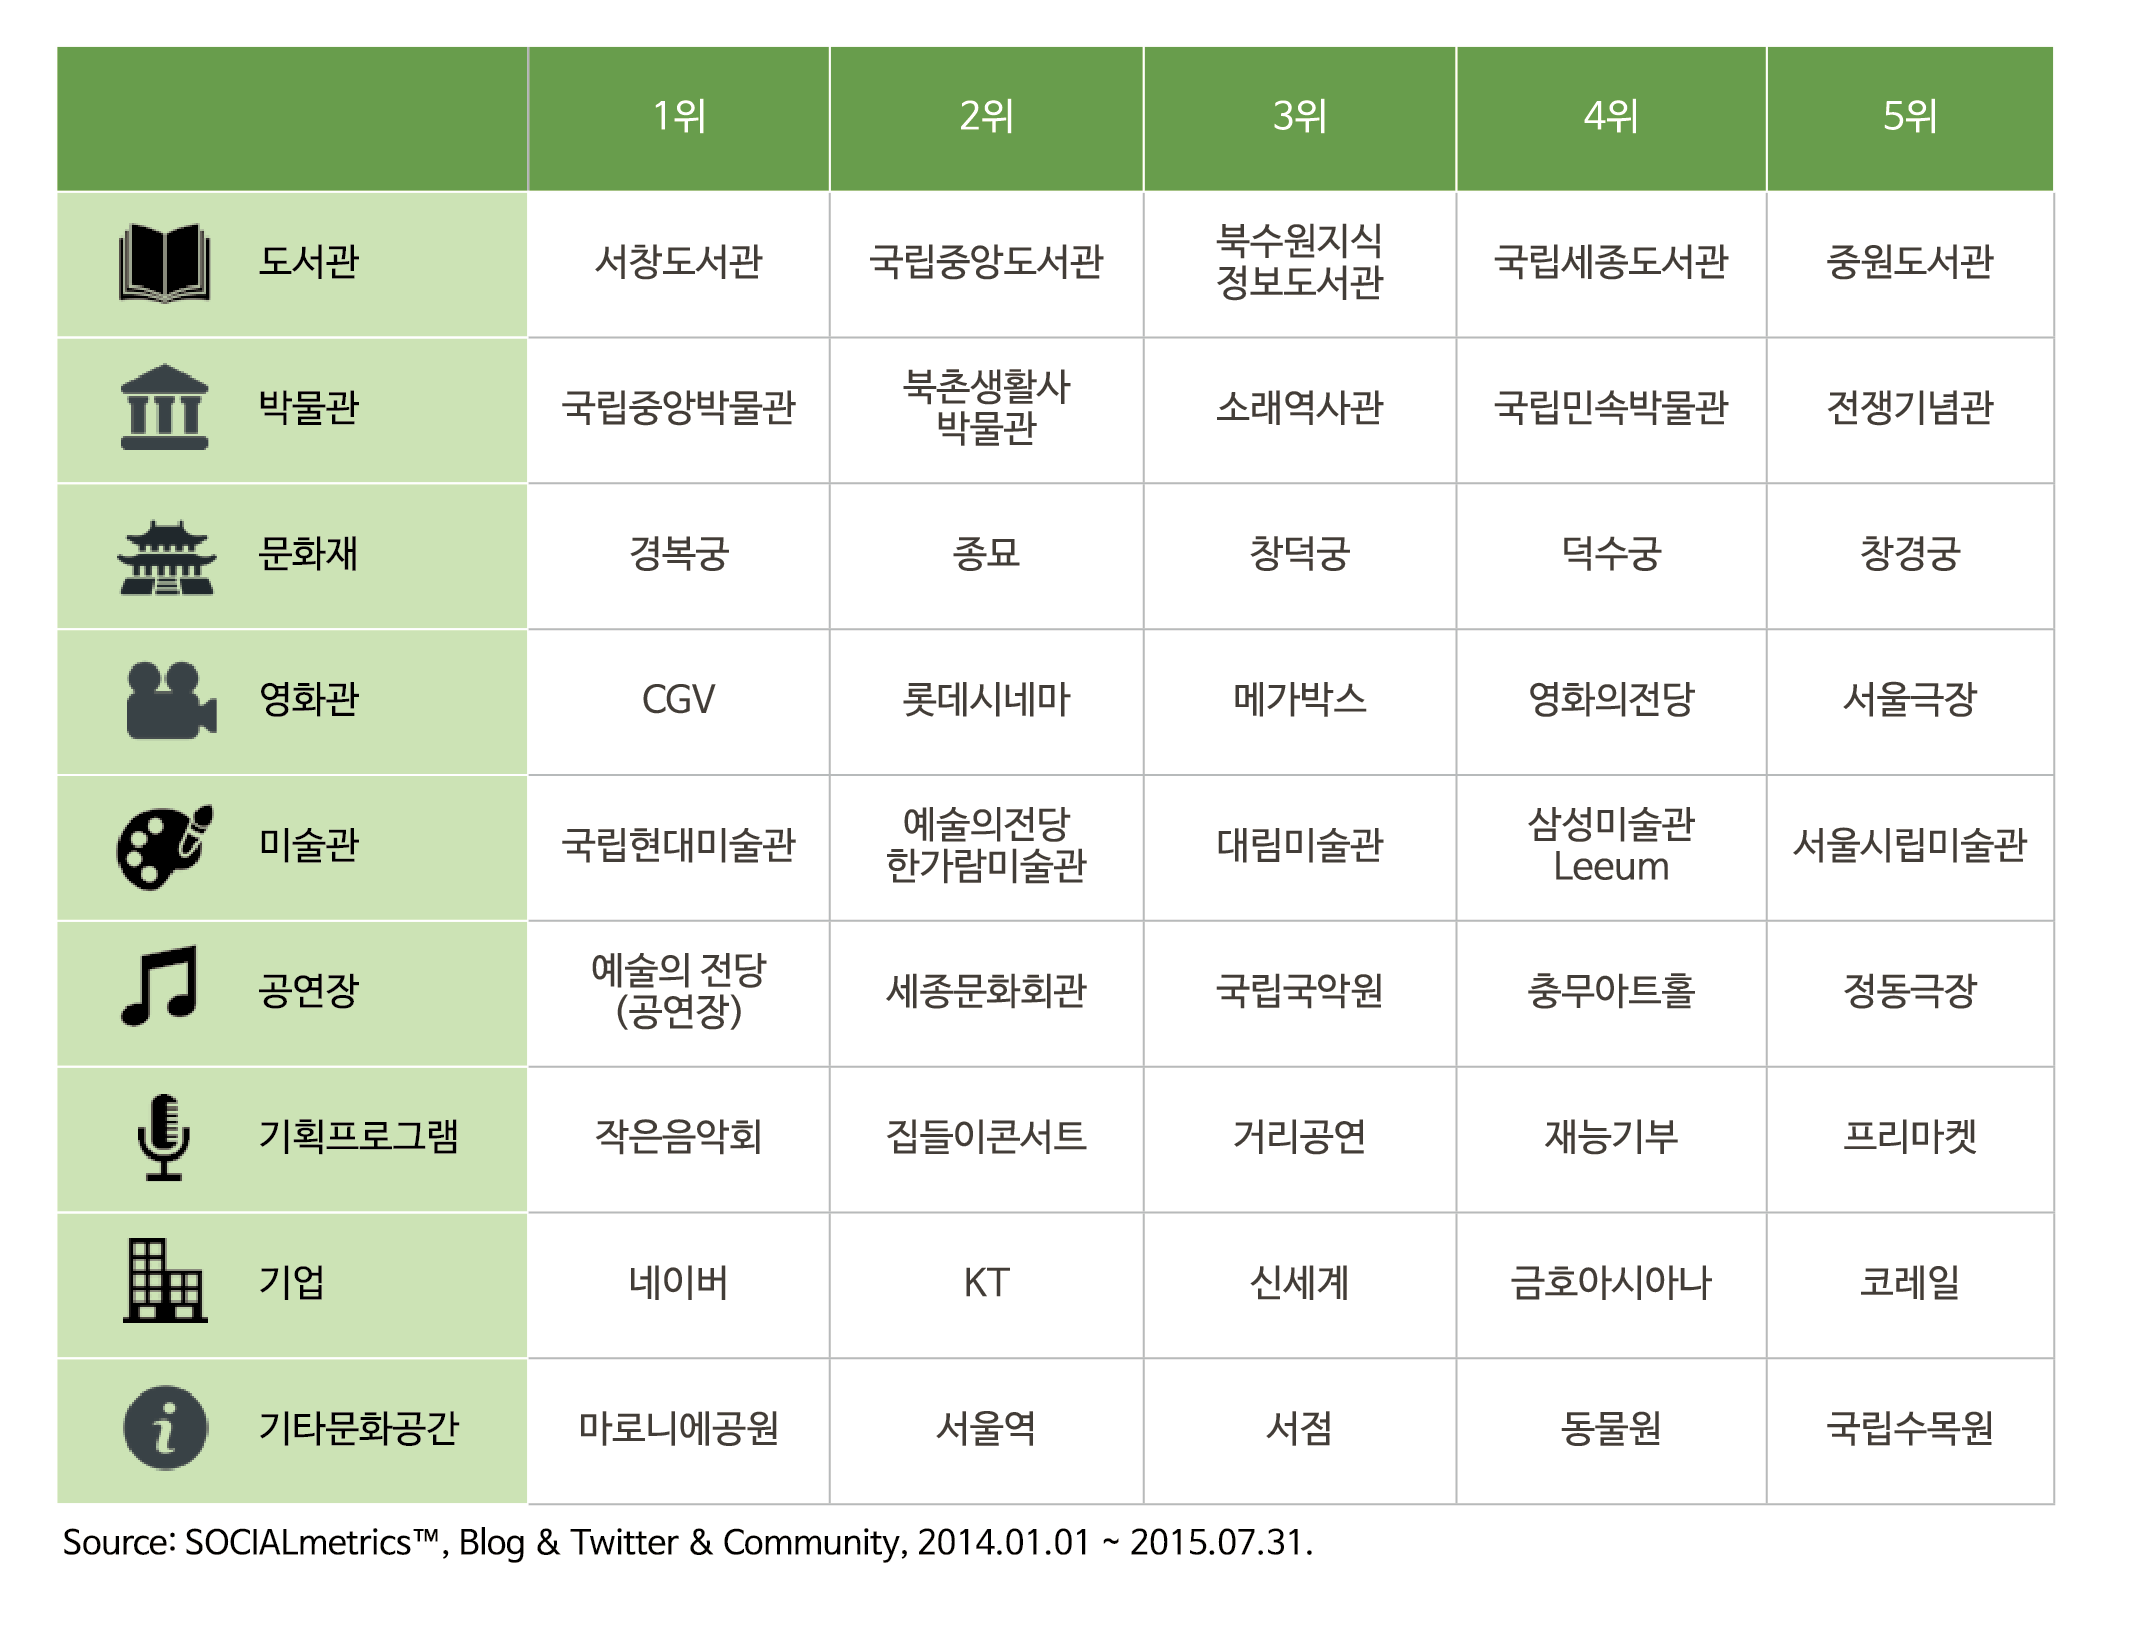 1위 2위 3위 4위 5위
도서관 서창도서관 국립중앙도서관 북수원지식 국립세종도서관 중원도서관
정보도서관
박물관 국립중앙박물관 북촌생활사 소래역사관 국립민속박물관 전쟁기념관
박물관
문화재 경복궁 종묘 창덕궁 덕수궁 창경궁
영화관 CGV 롯데시네마 메가박스 영화의전당 서울극장
미술관 국립현대미술관 예술의전당 대림미술관 삼성미술관 서울시립미술관
한가람미술관 Leeum
공연장 예술의 전당 세종문화회관 국립국악원 충무아트홀 정동극장
(공연장)
기획프로그램 작은음악회 집들이콘서트 거리공연 재능기부 프리마켓
기업 네이버 KT 신세계 금호아시아나 코레일
기타문화공간 마로니에공원 서울역 서점 동물원 국립수목원
Source: SOCIALmetrics™, Blog & Twitter & Community, 2014.01.01 ~ 2015.07.31.